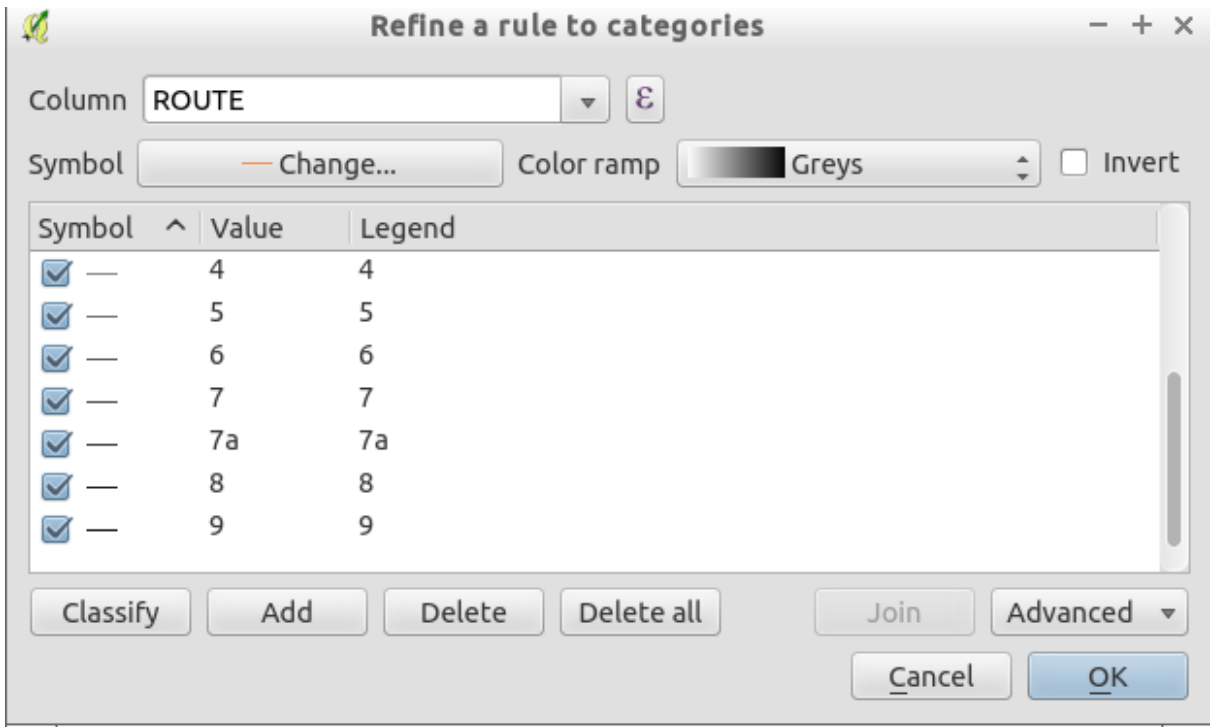 Refine a rule to categories
Column ROUTE ε
Symbol Change... Color ramp Greys Invert
Symbol Value Legend
4 4
5 5
6 6
7 7
7a 7a
8 8
9 9
Classify Add Delete Delete all Join Advanced
Cancel OK